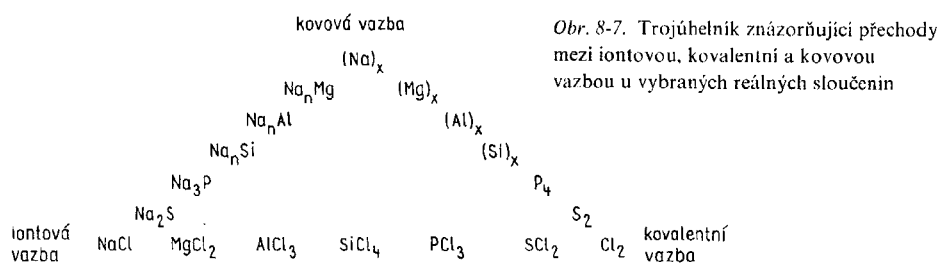 kovová vazba
Obr. 8-7. Trojúhelník znázorňující přechody
mezi iontovou, kovalentní a kovovou
vazbou u vybraných reálných sloučenin
(Na)ₓ
NaₙMg (Mg)ₓ
NaₙAl (Al)ₓ
NaₙSi (Si)ₓ
Na₃P P₄
Na₂S S₂
iontová vazba NaCl MgCl₂ AlCl₃ SiCl₄ PCl₃ SCl₂ Cl₂ kovalentní vazba